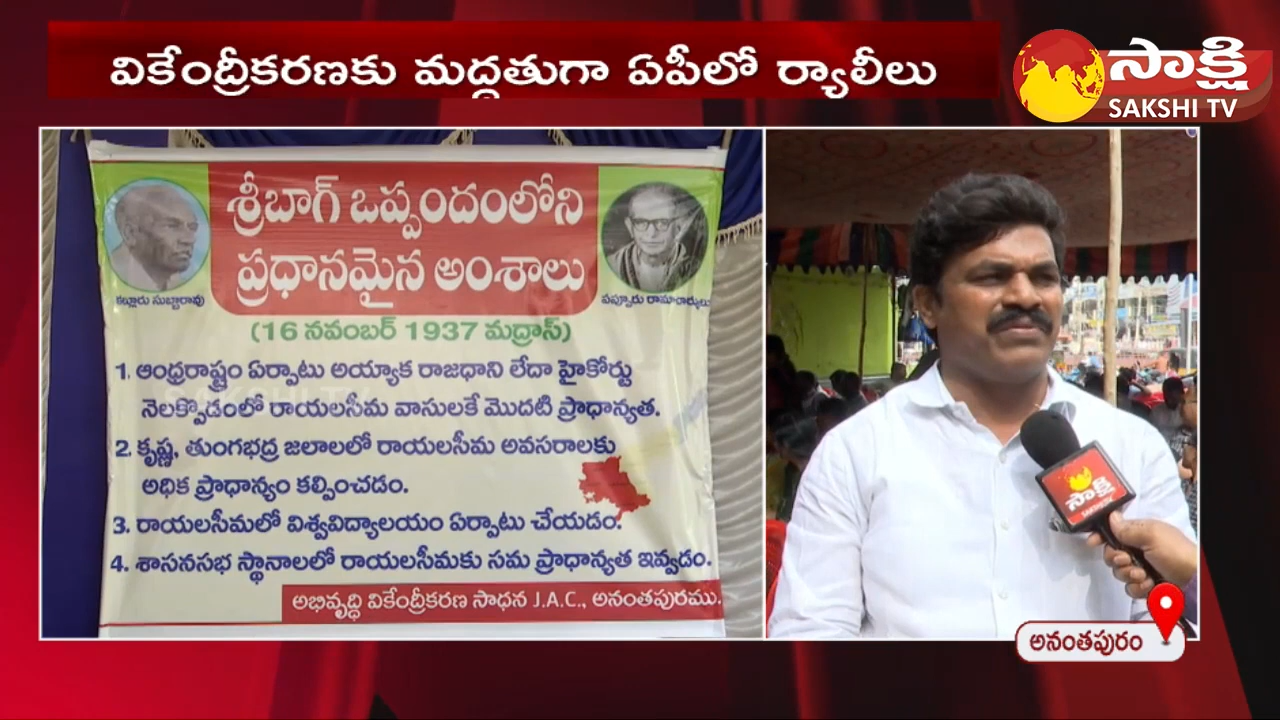 వికేంద్రీకరణకు మద్దతుగా ఏపీలో ర్యాలీలు
సాక్షి
SAKSHI TV
శ్రీబాగ్ ఒప్పందంలోని
ప్రధానమైన అంశాలు
కల్లూరు సుబ్బారావు
పప్పూరు రామాచార్యులు
(16 నవంబర్ 1937 మద్రాస్)
1. ఆంధ్రరాష్ట్రం ఏర్పాటు అయ్యాక రాజధాని లేదా హైకోర్టు
నెలక్పొడంలో రాయలసీమ వాసులకే మొదటి ప్రాధాన్యత.
2. కృష్ణ, తుంగభద్ర జలాలలో రాయలసీమ అవసరాలకు
అధిక ప్రాధాన్యం కల్పించడం.
3. రాయలసీమలో విశ్వవిద్యాలయం ఏర్పాటు చేయడం.
4. శాసనసభ స్థానాలలో రాయలసీమకు సమ ప్రాధాన్యత ఇవ్వడం.
అభివృద్ధి వికేంద్రీకరణ సాధన J.A.C., అనంతపురము.
సాక్షి
అనంతపురం